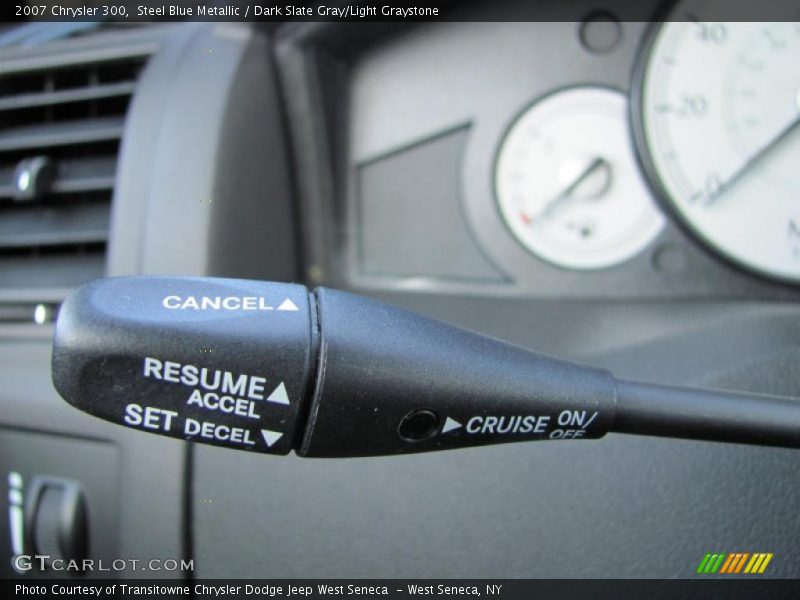 2007 Chrysler 300, Steel Blue Metallic / Dark Slate Gray/Light Graystone
20
CANCEL▲
RESUME▲
ACCEL
SET DECEL▼
►CRUISE ON/
OFF
GTCARLOT.COM
Photo Courtesy of Transitowne Chrysler Dodge Jeep West Seneca - West Seneca, NY